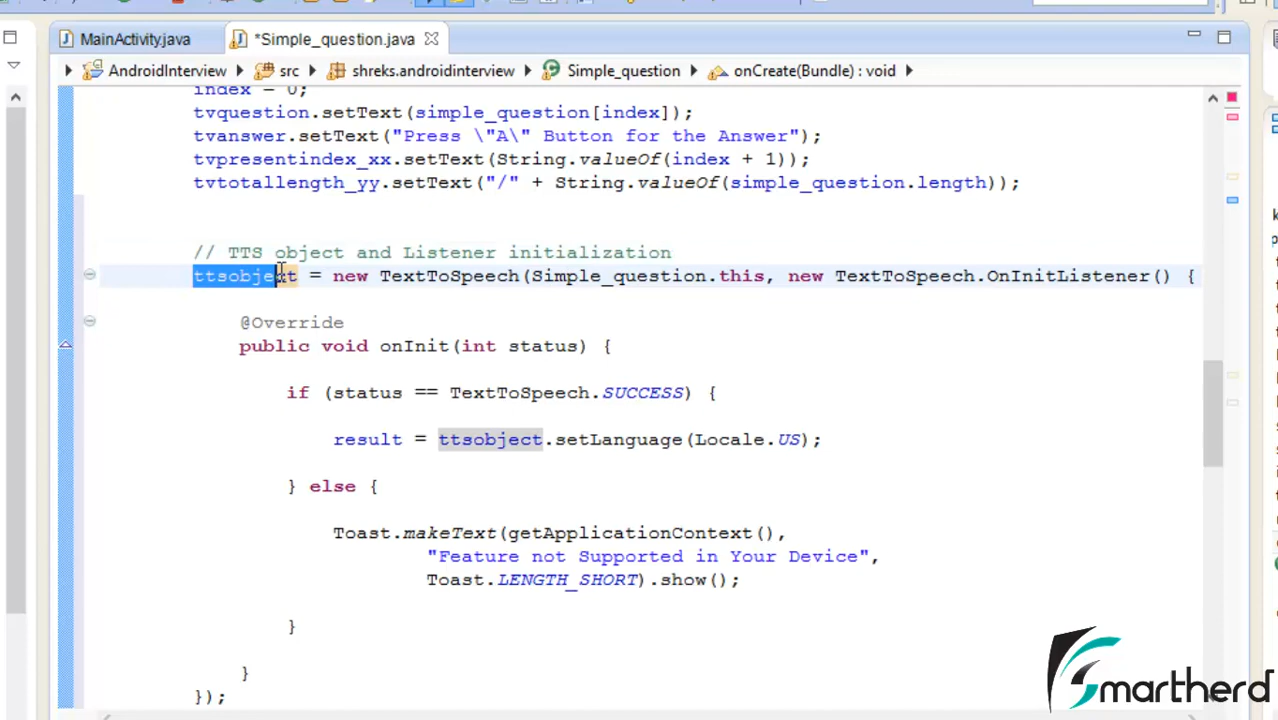 MainActivity.java
*Simple_question.java
AndroidInterview
src
shreks.androidinterview
Simple_question
onCreate(Bundle) : void
index = 0;
tvquestion.setText(simple_question[index]);
tvanswer.setText("Press \"A\" Button for the Answer");
tvpresentindex_xx.setText(String.valueOf(index + 1));
tvtotallength_yy.setText("/" + String.valueOf(simple_question.length));
// TTS object and Listener initialization
ttsobject = new TextToSpeech(Simple_question.this, new TextToSpeech.OnInitListener() {
@Override
public void onInit(int status) {
if (status == TextToSpeech.SUCCESS) {
result = ttsobject.setLanguage(Locale.US);
} else {
Toast.makeText(getApplicationContext(),
"Feature not Supported in Your Device",
Toast.LENGTH_SHORT).show();
}
}
});
Smartherd